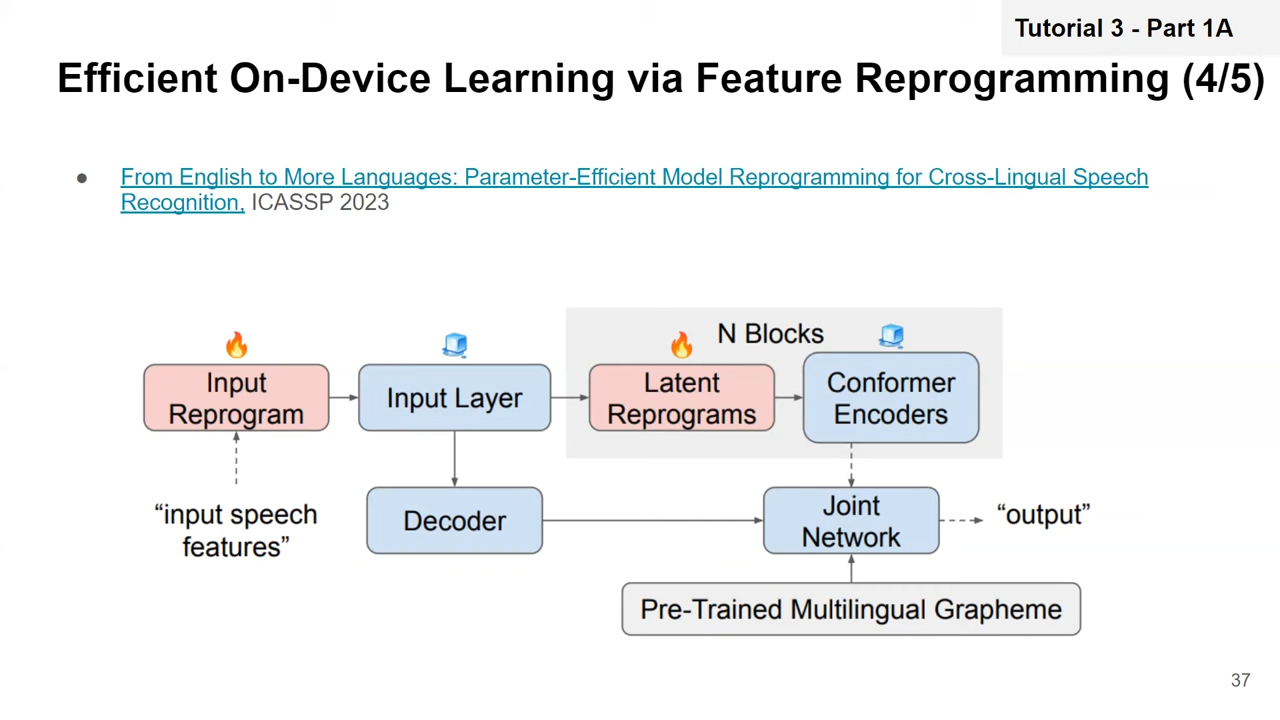 Tutorial 3 - Part 1A
Efficient On-Device Learning via Feature Reprogramming (4/5)
● From English to More Languages: Parameter-Efficient Model Reprogramming for Cross-Lingual Speech
Recognition, ICASSP 2023
N Blocks
Input
Reprogram
Input Layer
Latent
Reprograms
Conformer
Encoders
“input speech
features”
Decoder
Joint
Network
“output”
Pre-Trained Multilingual Grapheme
37